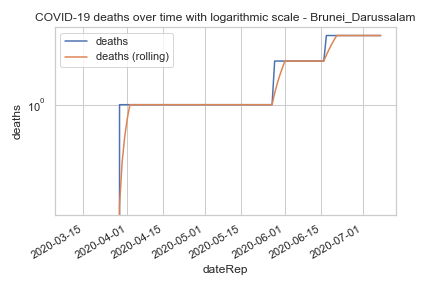 COVID-19 deaths over time with logarithmic scale - Brunei_Darussalam
deaths
deaths (rolling)
deaths
10^0
2020-03-15
2020-04-01
2020-04-15
2020-05-01
2020-05-15
2020-06-01
2020-06-15
2020-07-01
dateRep